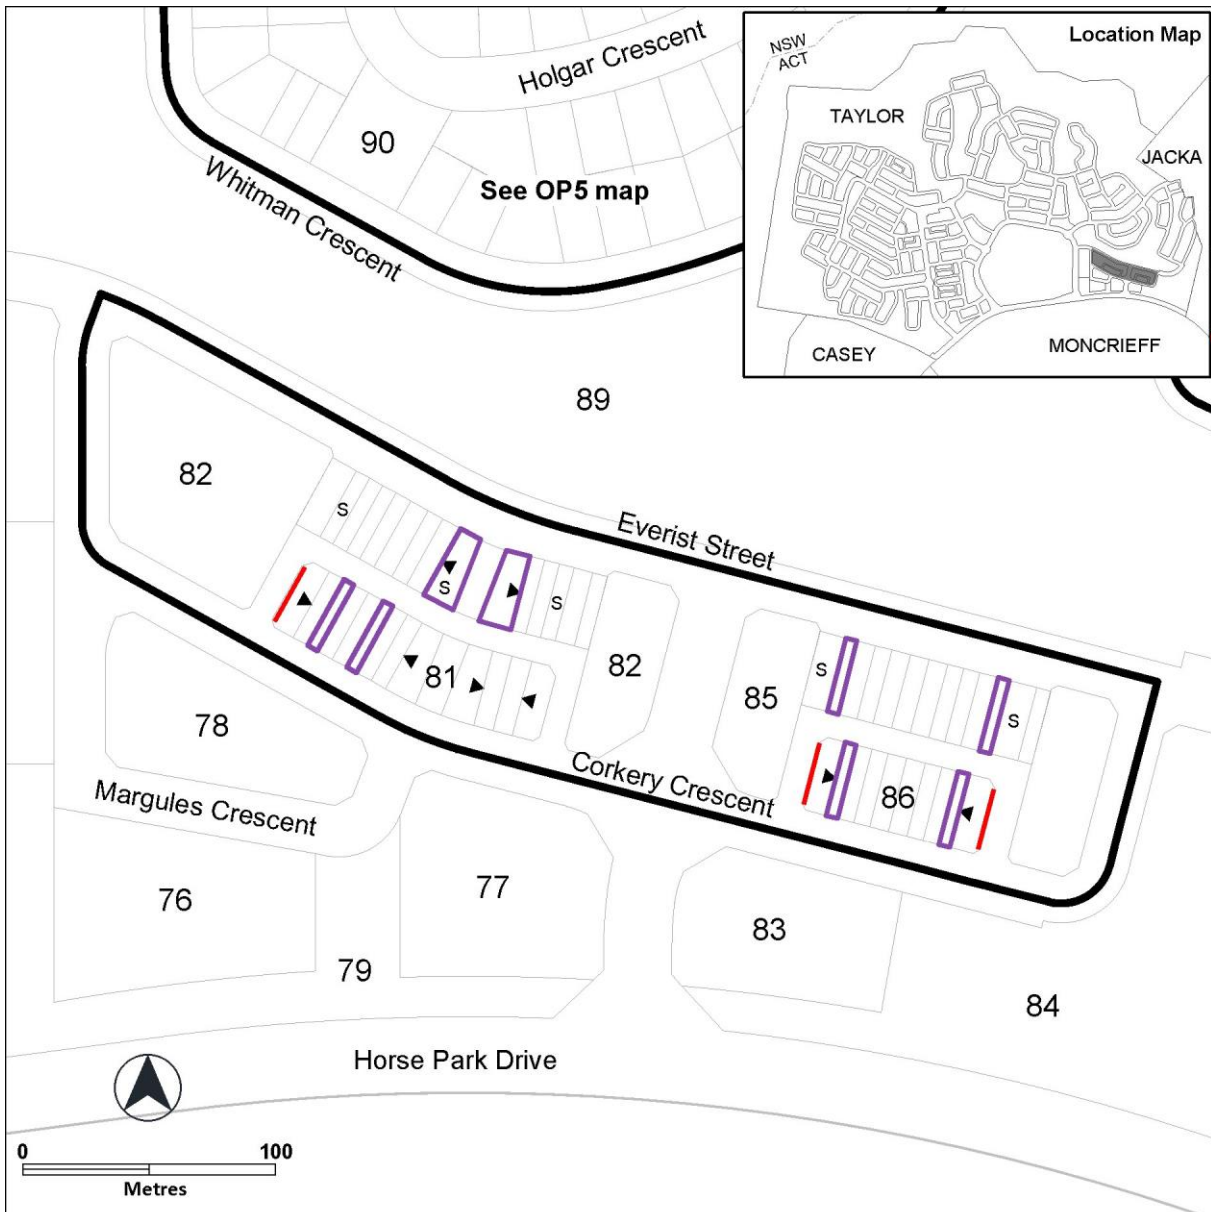 Holgar Crescent
Location Map
NSW
ACT
TAYLOR
JACKA
CASEY
MONCRIEFF
90
See OP5 map
Whitman Crescent
89
82
S
Everist Street
S
S
81
82
S
85
S
78
Corkery Crescent
86
Margules Crescent
76
77
83
79
84
Horse Park Drive
0 100
Metres